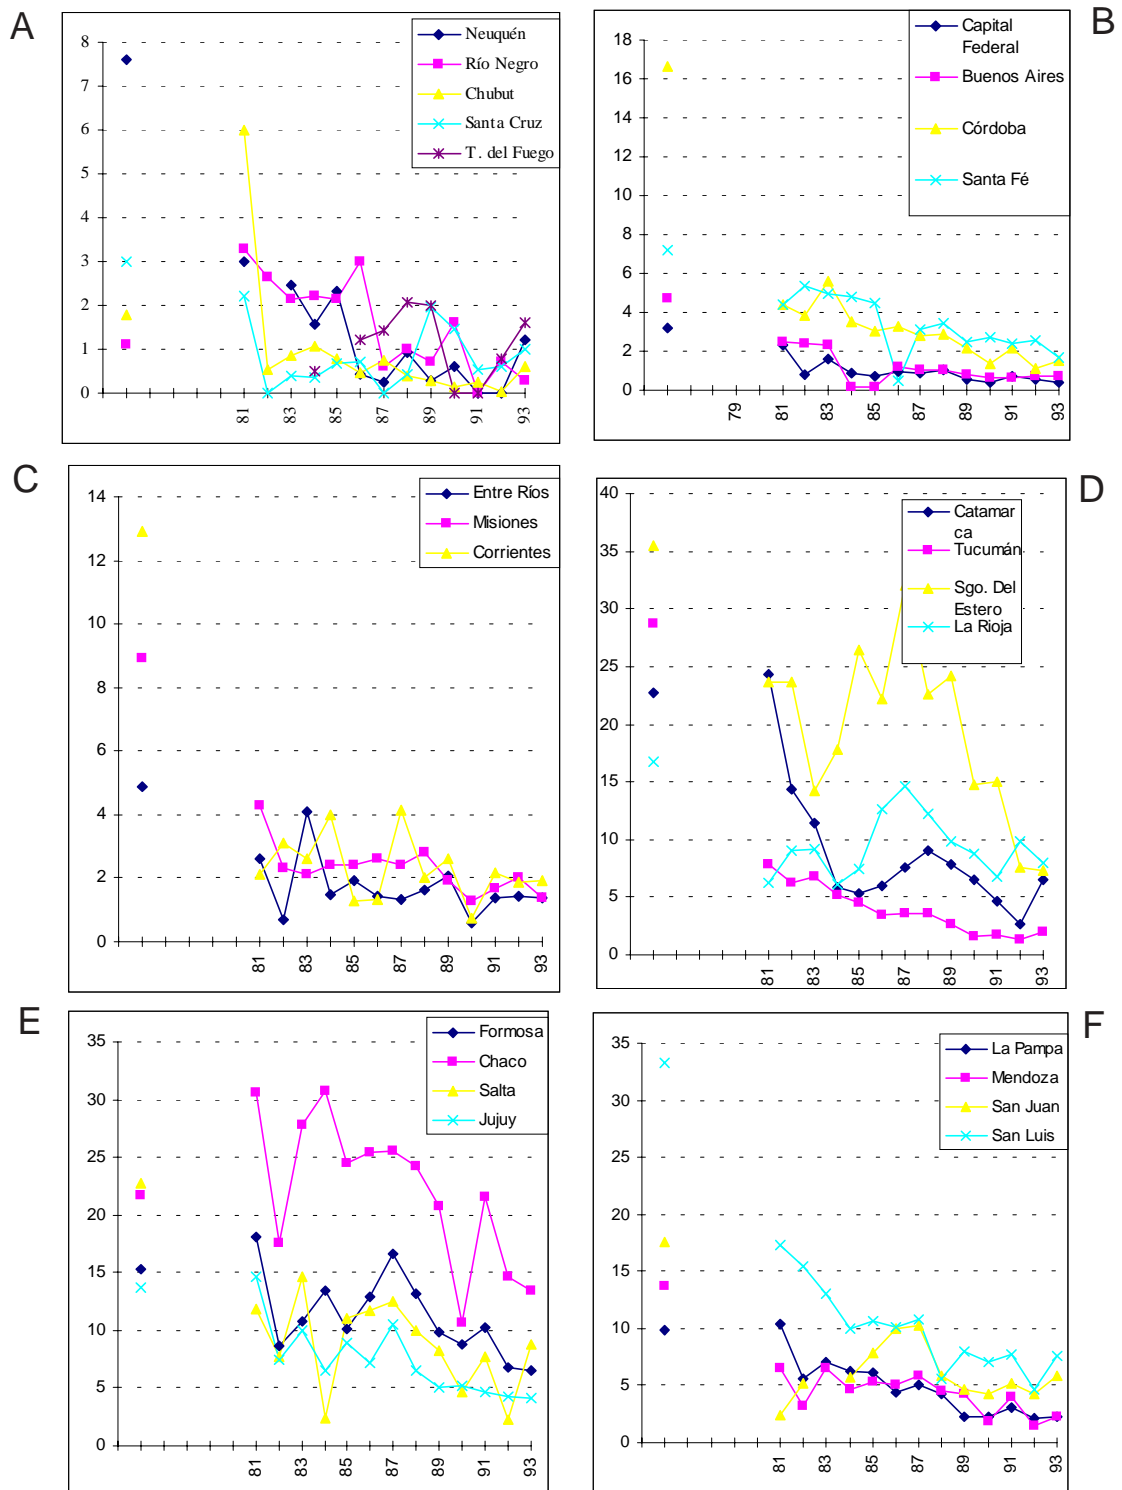 A
8
7
6
5
4
3
2
1
0
81
83
85
87
89
91
93
Neuquén
Río Negro
Chubut
Santa Cruz
T. del Fuego
B
18
16
14
12
10
8
6
4
2
0
79
81
83
85
87
89
91
93
Capital
Federal
Buenos Aires
Córdoba
Santa Fé
C
14
12
10
8
6
4
2
0
81
83
85
87
89
91
93
Entre Ríos
Misiones
Corrientes
D
40
35
30
25
20
15
10
5
0
81
83
85
87
89
91
93
Catamar
ca
Tucumán
Sgo. Del
Estero
La Rioja
E
35
30
25
20
15
10
5
0
81
83
85
87
89
91
93
Formosa
Chaco
Salta
Jujuy
F
35
30
25
20
15
10
5
0
81
83
85
87
89
91
93
La Pampa
Mendoza
San Juan
San Luis